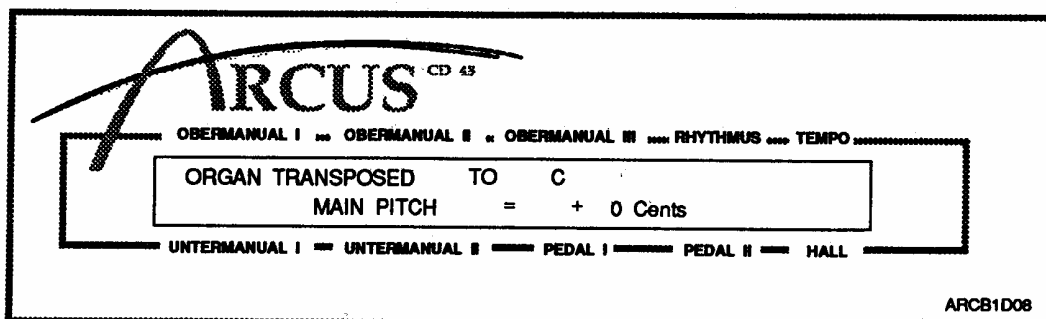 ARCUS CD 43
OBERMANUAL I OBERMANUAL II OBERMANUAL III RHYTHMUS TEMPO
ORGAN TRANSPOSED TO C
MAIN PITCH = + 0 Cents
UNTERMANUAL I UNTERMANUAL II PEDAL I PEDAL II HALL
ARCB1D08